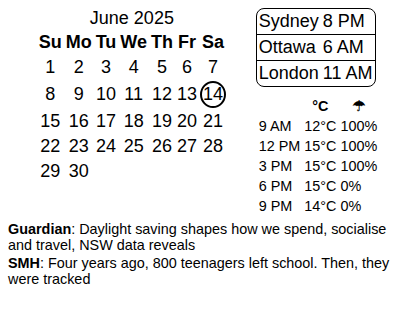 June 2025
Su Mo Tu We Th Fr Sa
1 2 3 4 5 6 7
8 9 10 11 12 13 14
15 16 17 18 19 20 21
22 23 24 25 26 27 28
29 30
Sydney 8 PM
Ottawa 6 AM
London 11 AM
°C ☂
9 AM 12°C 100%
12 PM 15°C 100%
3 PM 15°C 100%
6 PM 15°C 0%
9 PM 14°C 0%
Guardian: Daylight saving shapes how we spend, socialise
and travel, NSW data reveals
SMH: Four years ago, 800 teenagers left school. Then, they
were tracked